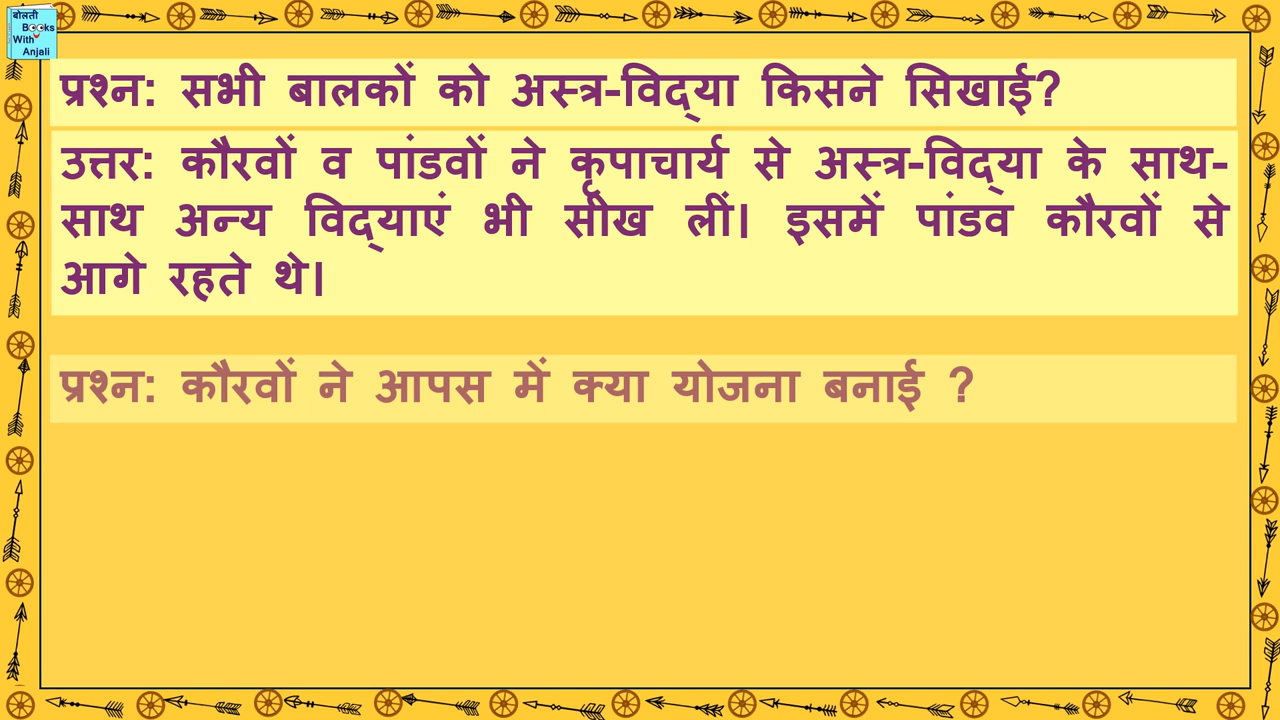 बोलती
Books
With
Anjali
प्रश्न: सभी बालकों को अस्त्र-विद्‌या किसने सिखाई?
उत्तर: कौरवों व पांडवों ने कृपाचार्य से अस्त्र-विद्‌या के साथ-
साथ अन्य विद्‌याएं भी सीख लीं। इसमें पांडव कौरवों से
आगे रहते थे।
प्रश्न: कौरवों ने आपस में क्या योजना बनाई ?